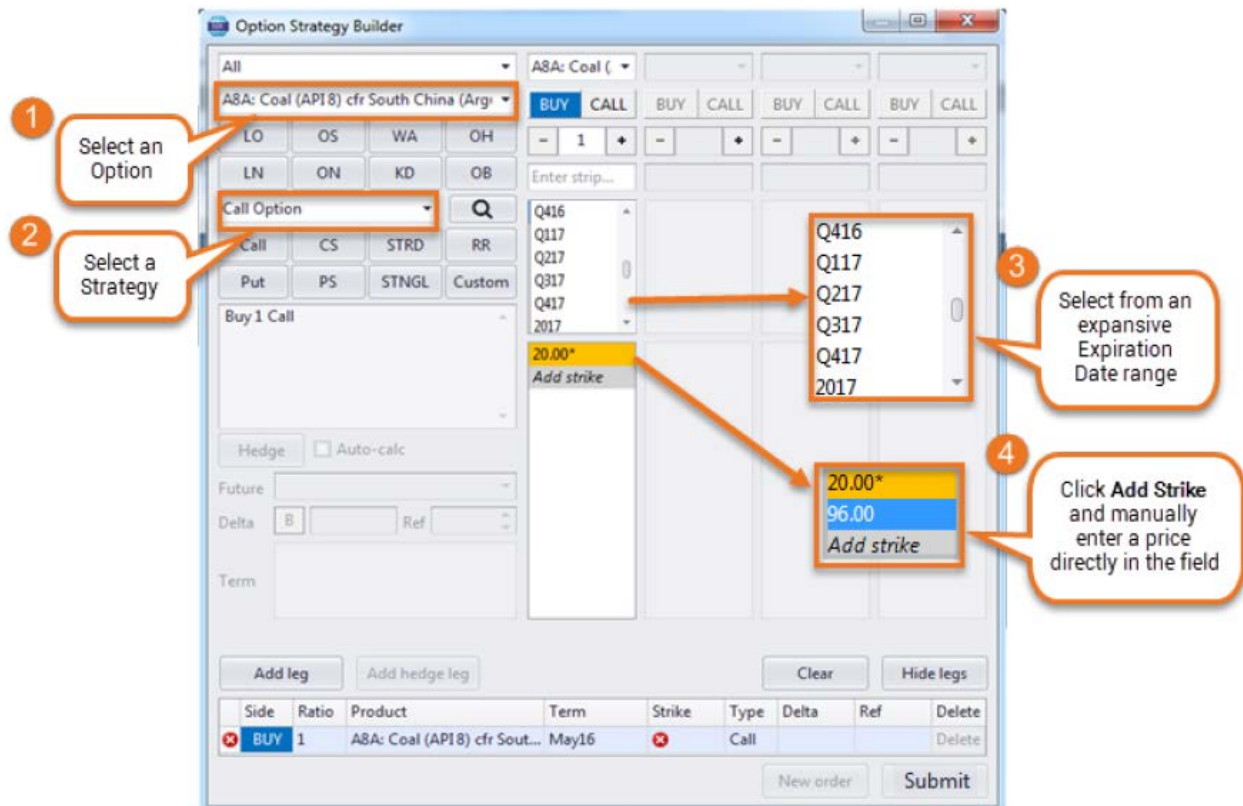 Option Strategy Builder
All
A8A: Coal (
A8A: Coal (API 8) cfr South China (Arg
BUY CALL BUY CALL BUY CALL BUY CALL
1
Select an
Option
LO OS WA OH
- 1 + - + - + - +
LN ON KD OB
Enter strip...
Call Option
2
Select a
Strategy
Call CS STRD RR
Put PS STNGL Custom
Buy 1 Call
Q416
Q117
Q217
Q317
Q417
2017
Q416
Q117
Q217
Q317
Q417
2017
3
Select from an
expansive
Expiration
Date range
20.00*
Add strike
20.00*
96.00
Add strike
4
Click Add Strike
and manually
enter a price
directly in the field
Hedge Auto-calc
Future
Delta B Ref
Term
Add leg Add hedge leg Clear Hide legs
Side Ratio Product Term Strike Type Delta Ref Delete
BUY 1 A8A: Coal (API 8) cfr Sout... May16 Call Delete
New order Submit